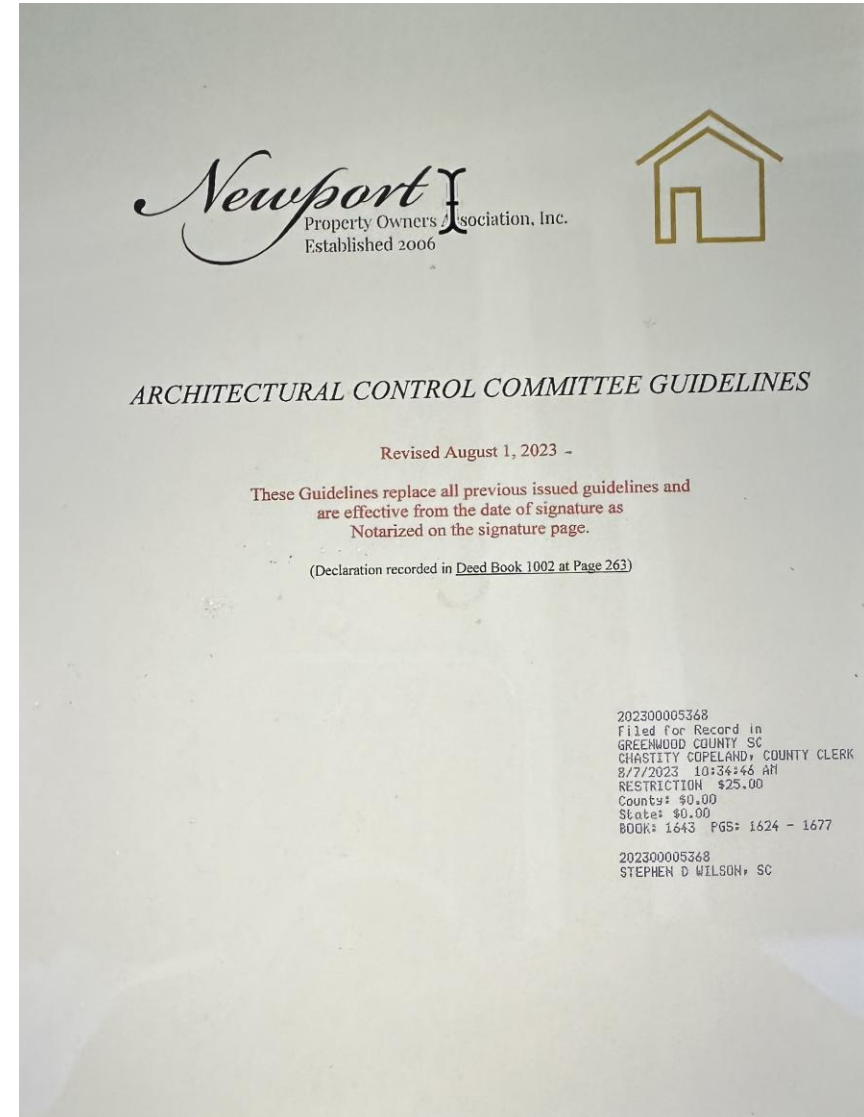 Newport
Property Owners Association, Inc.
Established 2006
ARCHITECTURAL CONTROL COMMITTEE GUIDELINES
Revised August 1, 2023 -
These Guidelines replace all previous issued guidelines and
are effective from the date of signature as
Notarized on the signature page.
(Declaration recorded in Deed Book 1002 at Page 263)
202300005368
Filed for Record in
GREENWOOD COUNTY SC
CHASTITY COPELAND, COUNTY CLERK
8/7/2023 10:34:46 AM
RESTRICTION $25.00
County: $0.00
State: $0.00
BOOK: 1643 PGS: 1624 - 1677
202300005368
STEPHEN D WILSON, SC